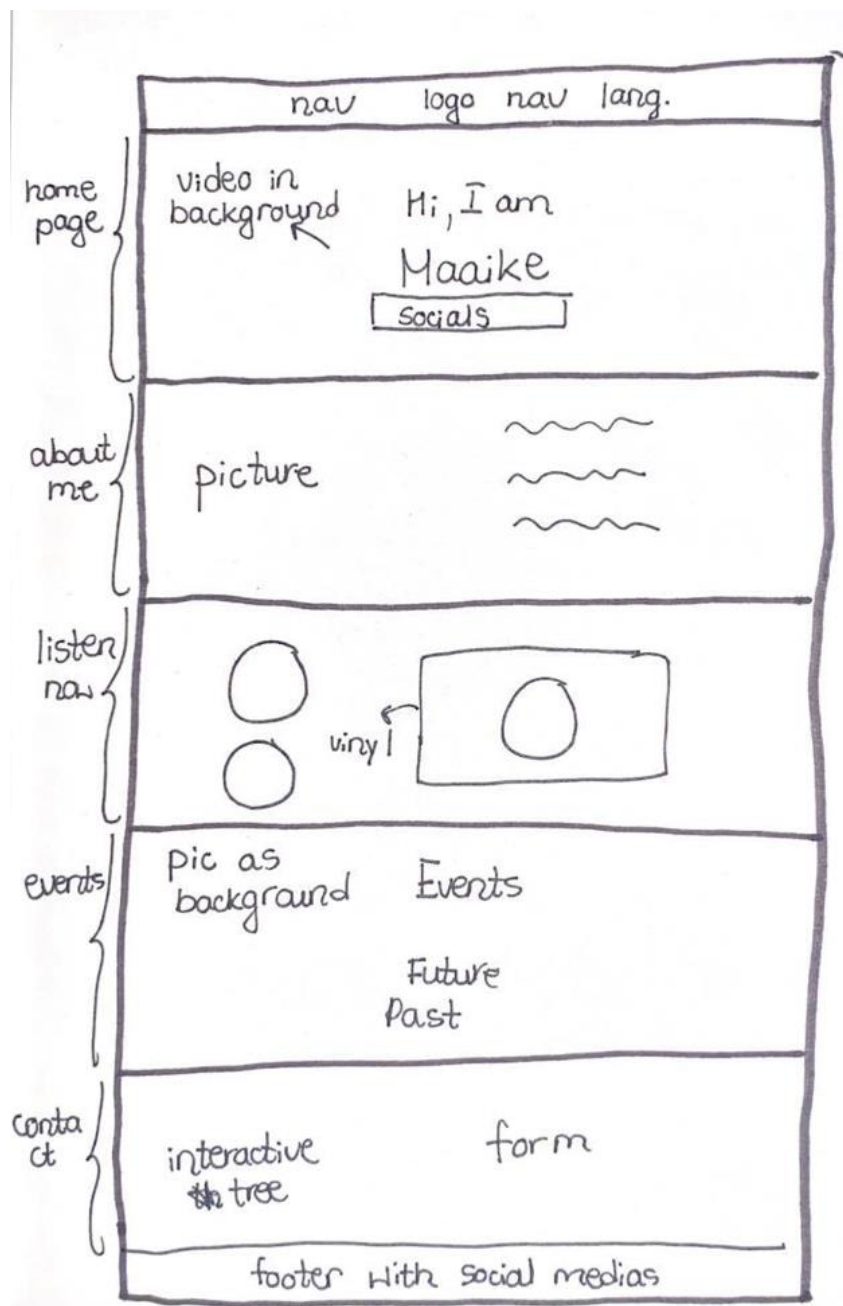 nav logo nav lang.
home
page
video in
background
Hi, I am
Maaike
Socials
about
me
picture
listen
now
vinyl
events
pic as
background
Events
Future
Past
conta
ct
interactive
tree
form
footer with social medias